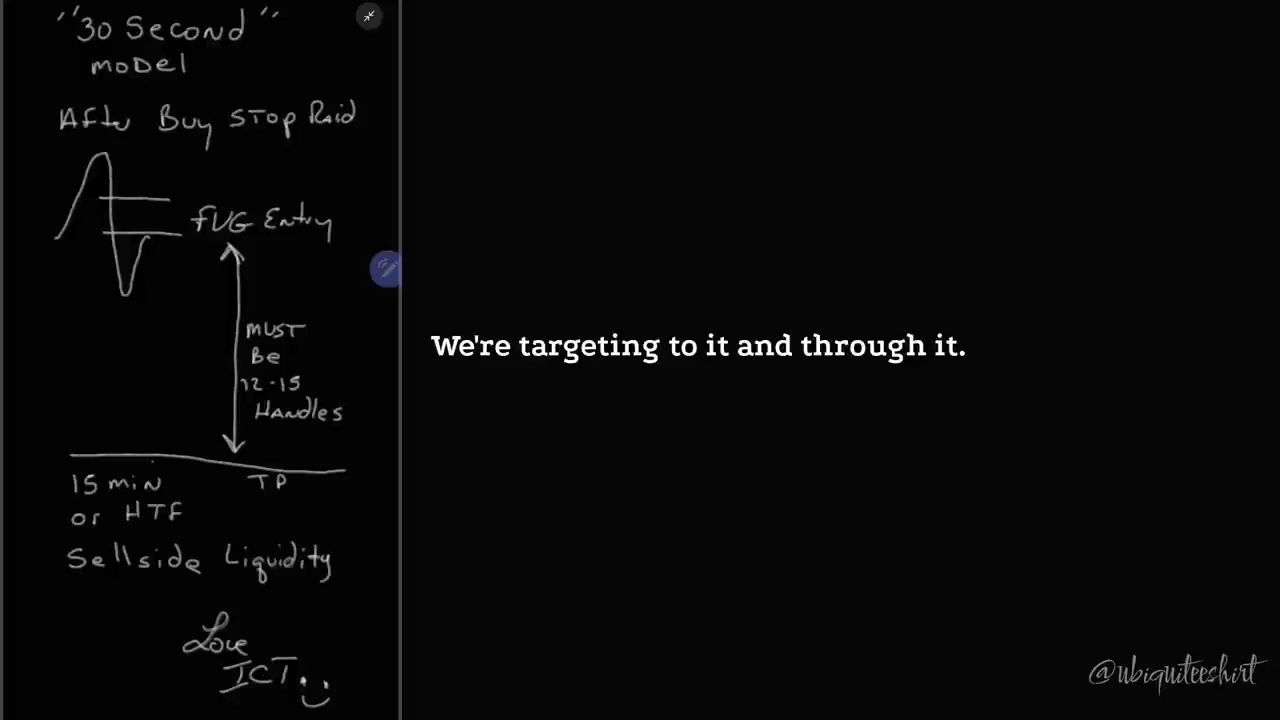 "30 Second"
moDel
After Buy STop Raid
FVG Entry
MUST
Be
12-15
HANdles
15 min
TP
or HTF
Sellside Liquidity
Love
ICT
We're targeting to it and through it.
@ubiquiteeshirt